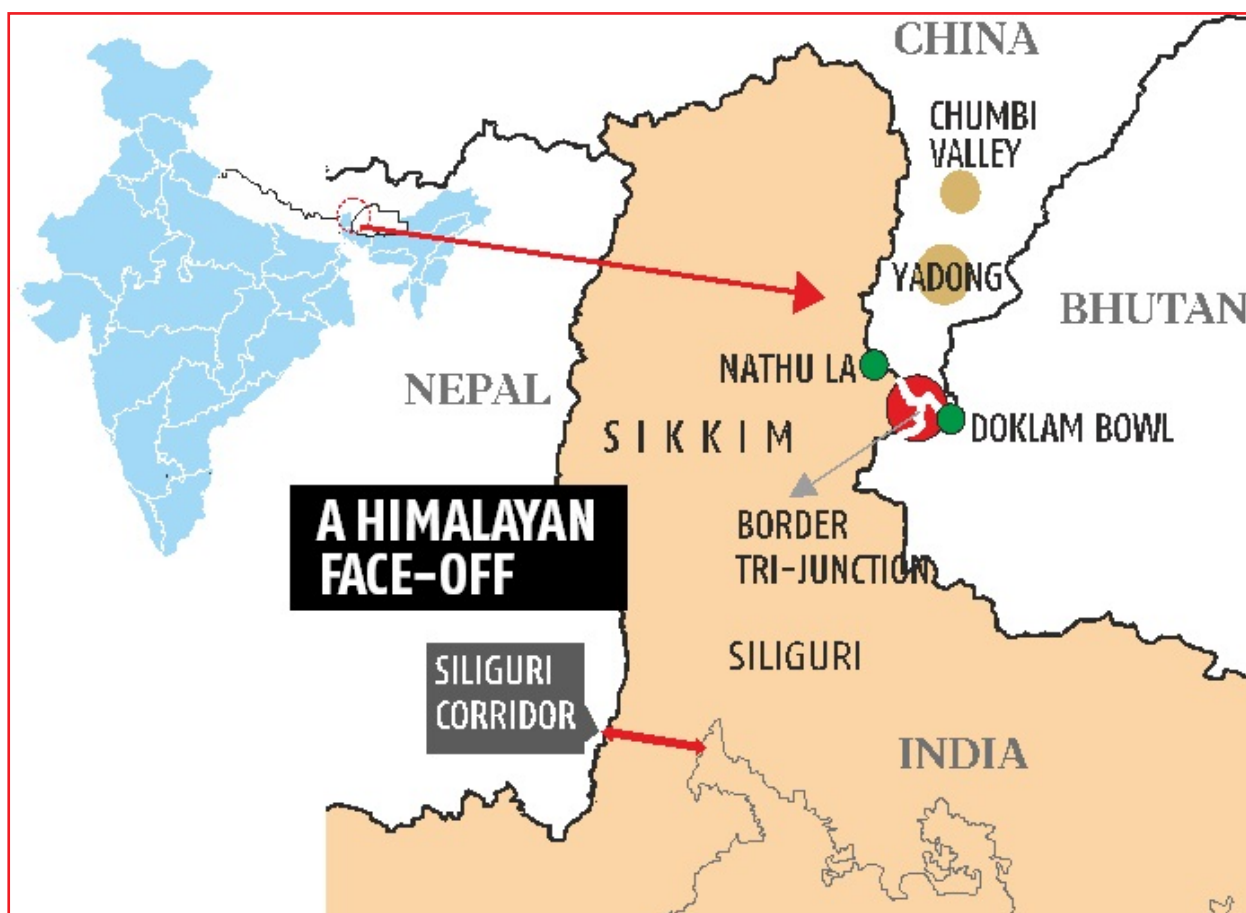 CHINA
CHUMBI
VALLEY
YADONG
BHUTAN
NATHU LA
NEPAL
DOKLAM BOWL
SIKKIM
A HIMALAYAN
FACE-OFF
BORDER
TRI-JUNCTION
SILIGURI
SILIGURI
CORRIDOR
INDIA